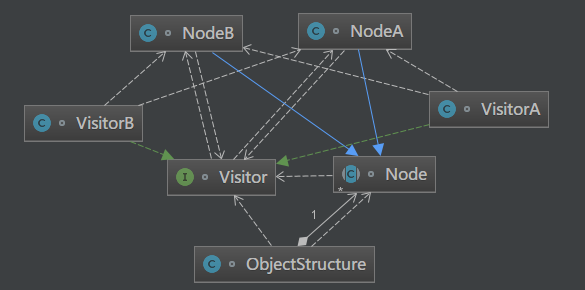 C NodeB
C NodeA
C VisitorB
C VisitorA
I Visitor
C Node
*
1
C ObjectStructure